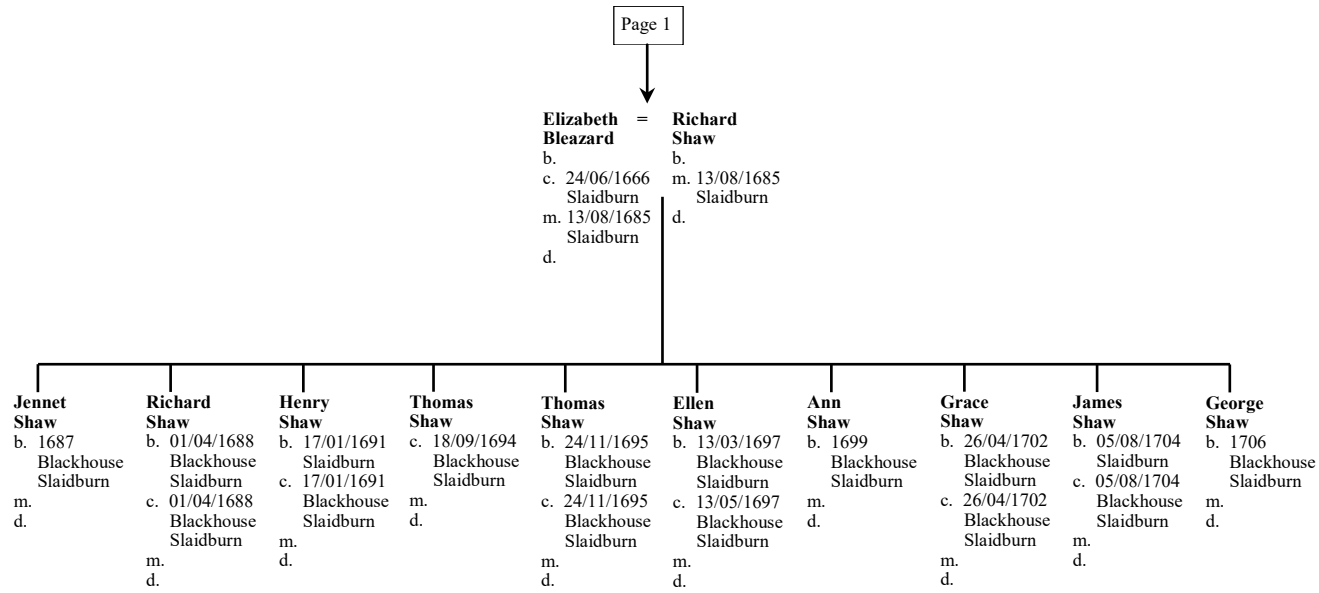 Page 1
Elizabeth =
Bleazard
b.
c. 24/06/1666
Slaidburn
m. 13/08/1685
Slaidburn
d.
Richard
Shaw
b.
m. 13/08/1685
Slaidburn
d.
Jennet
Shaw
b. 1687
Blackhouse
Slaidburn
m.
d.
Richard
Shaw
b. 01/04/1688
Blackhouse
Slaidburn
c. 01/04/1688
Blackhouse
Slaidburn
m.
d.
Henry
Shaw
b. 17/01/1691
Slaidburn
c. 17/01/1691
Blackhouse
Slaidburn
m.
d.
Thomas
Shaw
c. 18/09/1694
Blackhouse
Slaidburn
m.
d.
Thomas
Shaw
b. 24/11/1695
Blackhouse
Slaidburn
c. 24/11/1695
Blackhouse
Slaidburn
m.
d.
Ellen
Shaw
b. 13/03/1697
Blackhouse
Slaidburn
c. 13/05/1697
Blackhouse
Slaidburn
m.
d.
Ann
Shaw
b. 1699
Blackhouse
Slaidburn
m.
d.
Grace
Shaw
b. 26/04/1702
Blackhouse
Slaidburn
c. 26/04/1702
Blackhouse
Slaidburn
m.
d.
James
Shaw
b. 05/08/1704
Slaidburn
c. 05/08/1704
Blackhouse
Slaidburn
m.
d.
George
Shaw
b. 1706
Blackhouse
Slaidburn
m.
d.